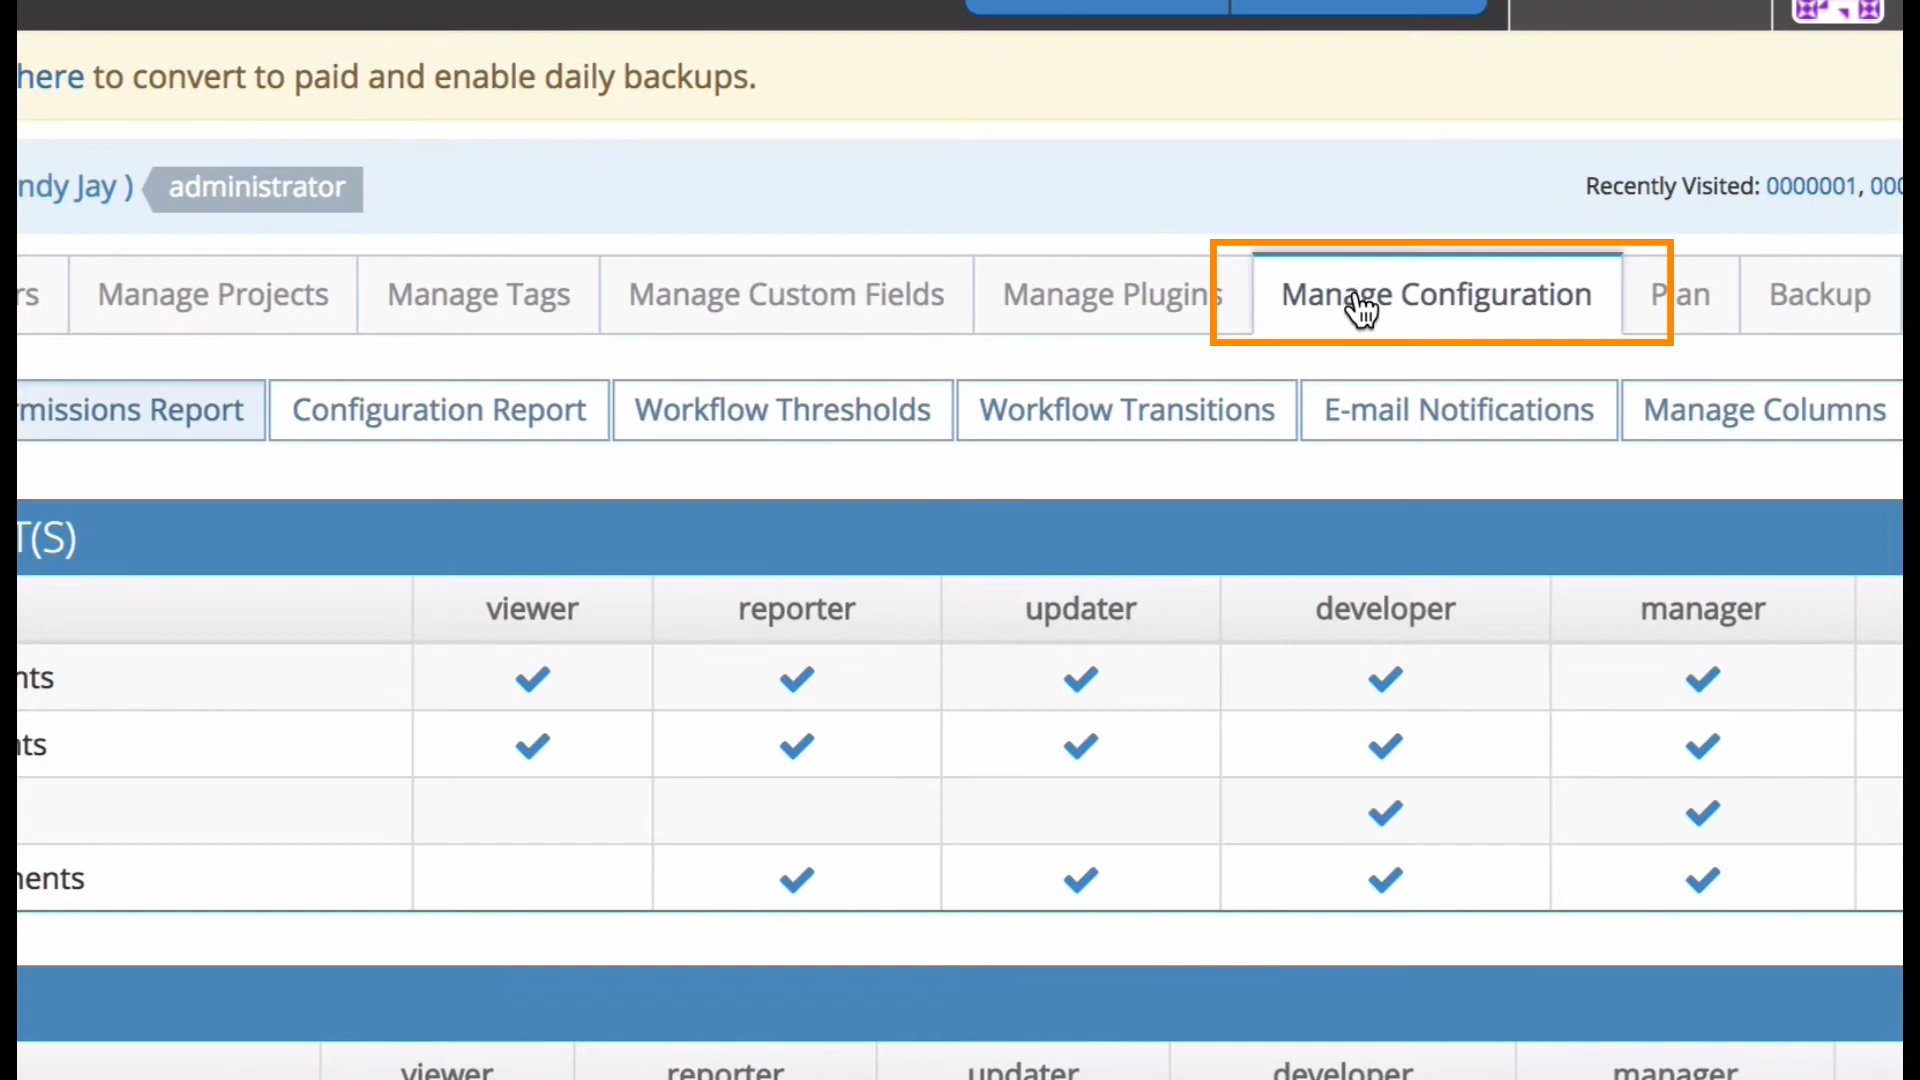 here to convert to paid and enable daily backups.
ndy Jay ) administrator Recently Visited: 0000001, 000
rs Manage Projects Manage Tags Manage Custom Fields Manage Plugins Manage Configuration Plan Backup
missions Report Configuration Report Workflow Thresholds Workflow Transitions E-mail Notifications Manage Columns
T(S)
viewer reporter updater developer manager
nts
nts
ments
viewer reporter updater developer manager